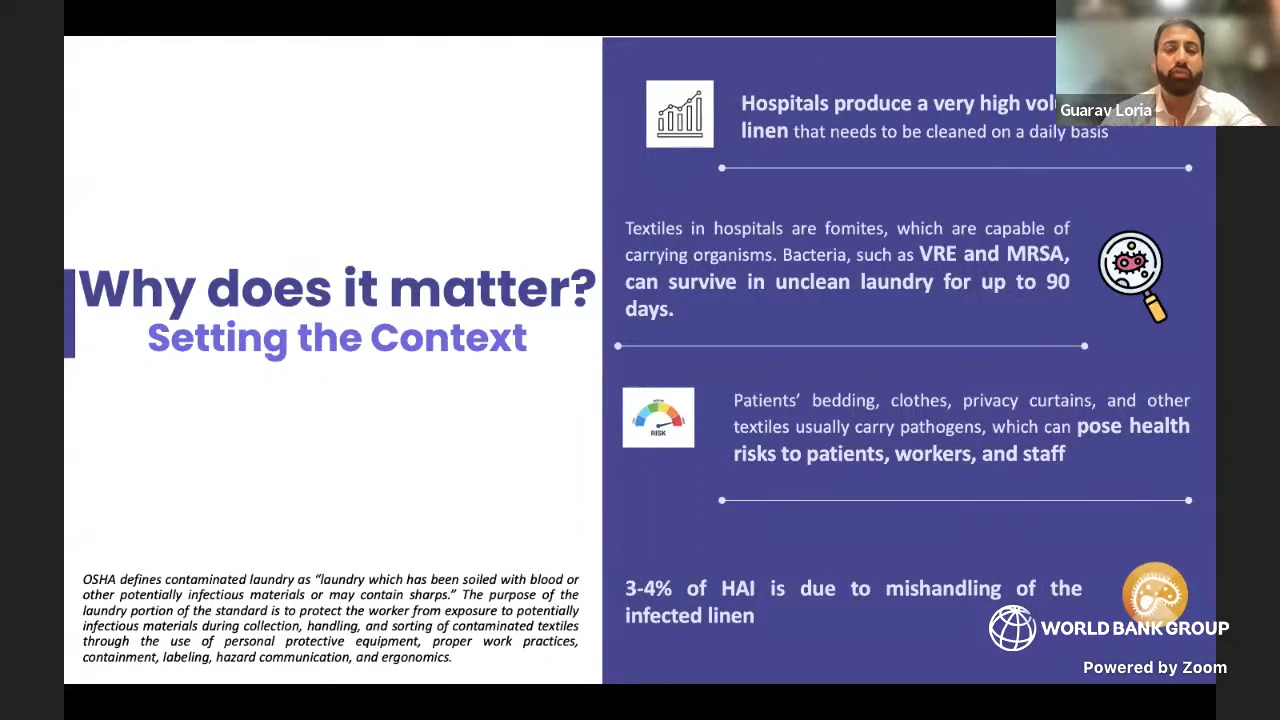 Why does it matter?
Setting the Context
OSHA defines contaminated laundry as “laundry which has been soiled with blood or
other potentially infectious materials or may contain sharps.” The purpose of the
laundry portion of the standard is to protect the worker from exposure to potentially
infectious materials during collection, handling, and sorting of contaminated textiles
through the use of personal protective equipment, proper work practices,
containment, labeling, hazard communication, and ergonomics.
Hospitals produce a very high
linen that needs to be cleaned on a daily basis
Textiles in hospitals are fomites, which are capable of
carrying organisms. Bacteria, such as VRE and MRSA,
can survive in unclean laundry for up to 90
days.
RISK
Patients’ bedding, clothes, privacy curtains, and other
textiles usually carry pathogens, which can pose health
risks to patients, workers, and staff
3-4% of HAI is due to mishandling of the
infected linen
Guarav Loria
WORLD BANK GROUP
Powered by Zoom